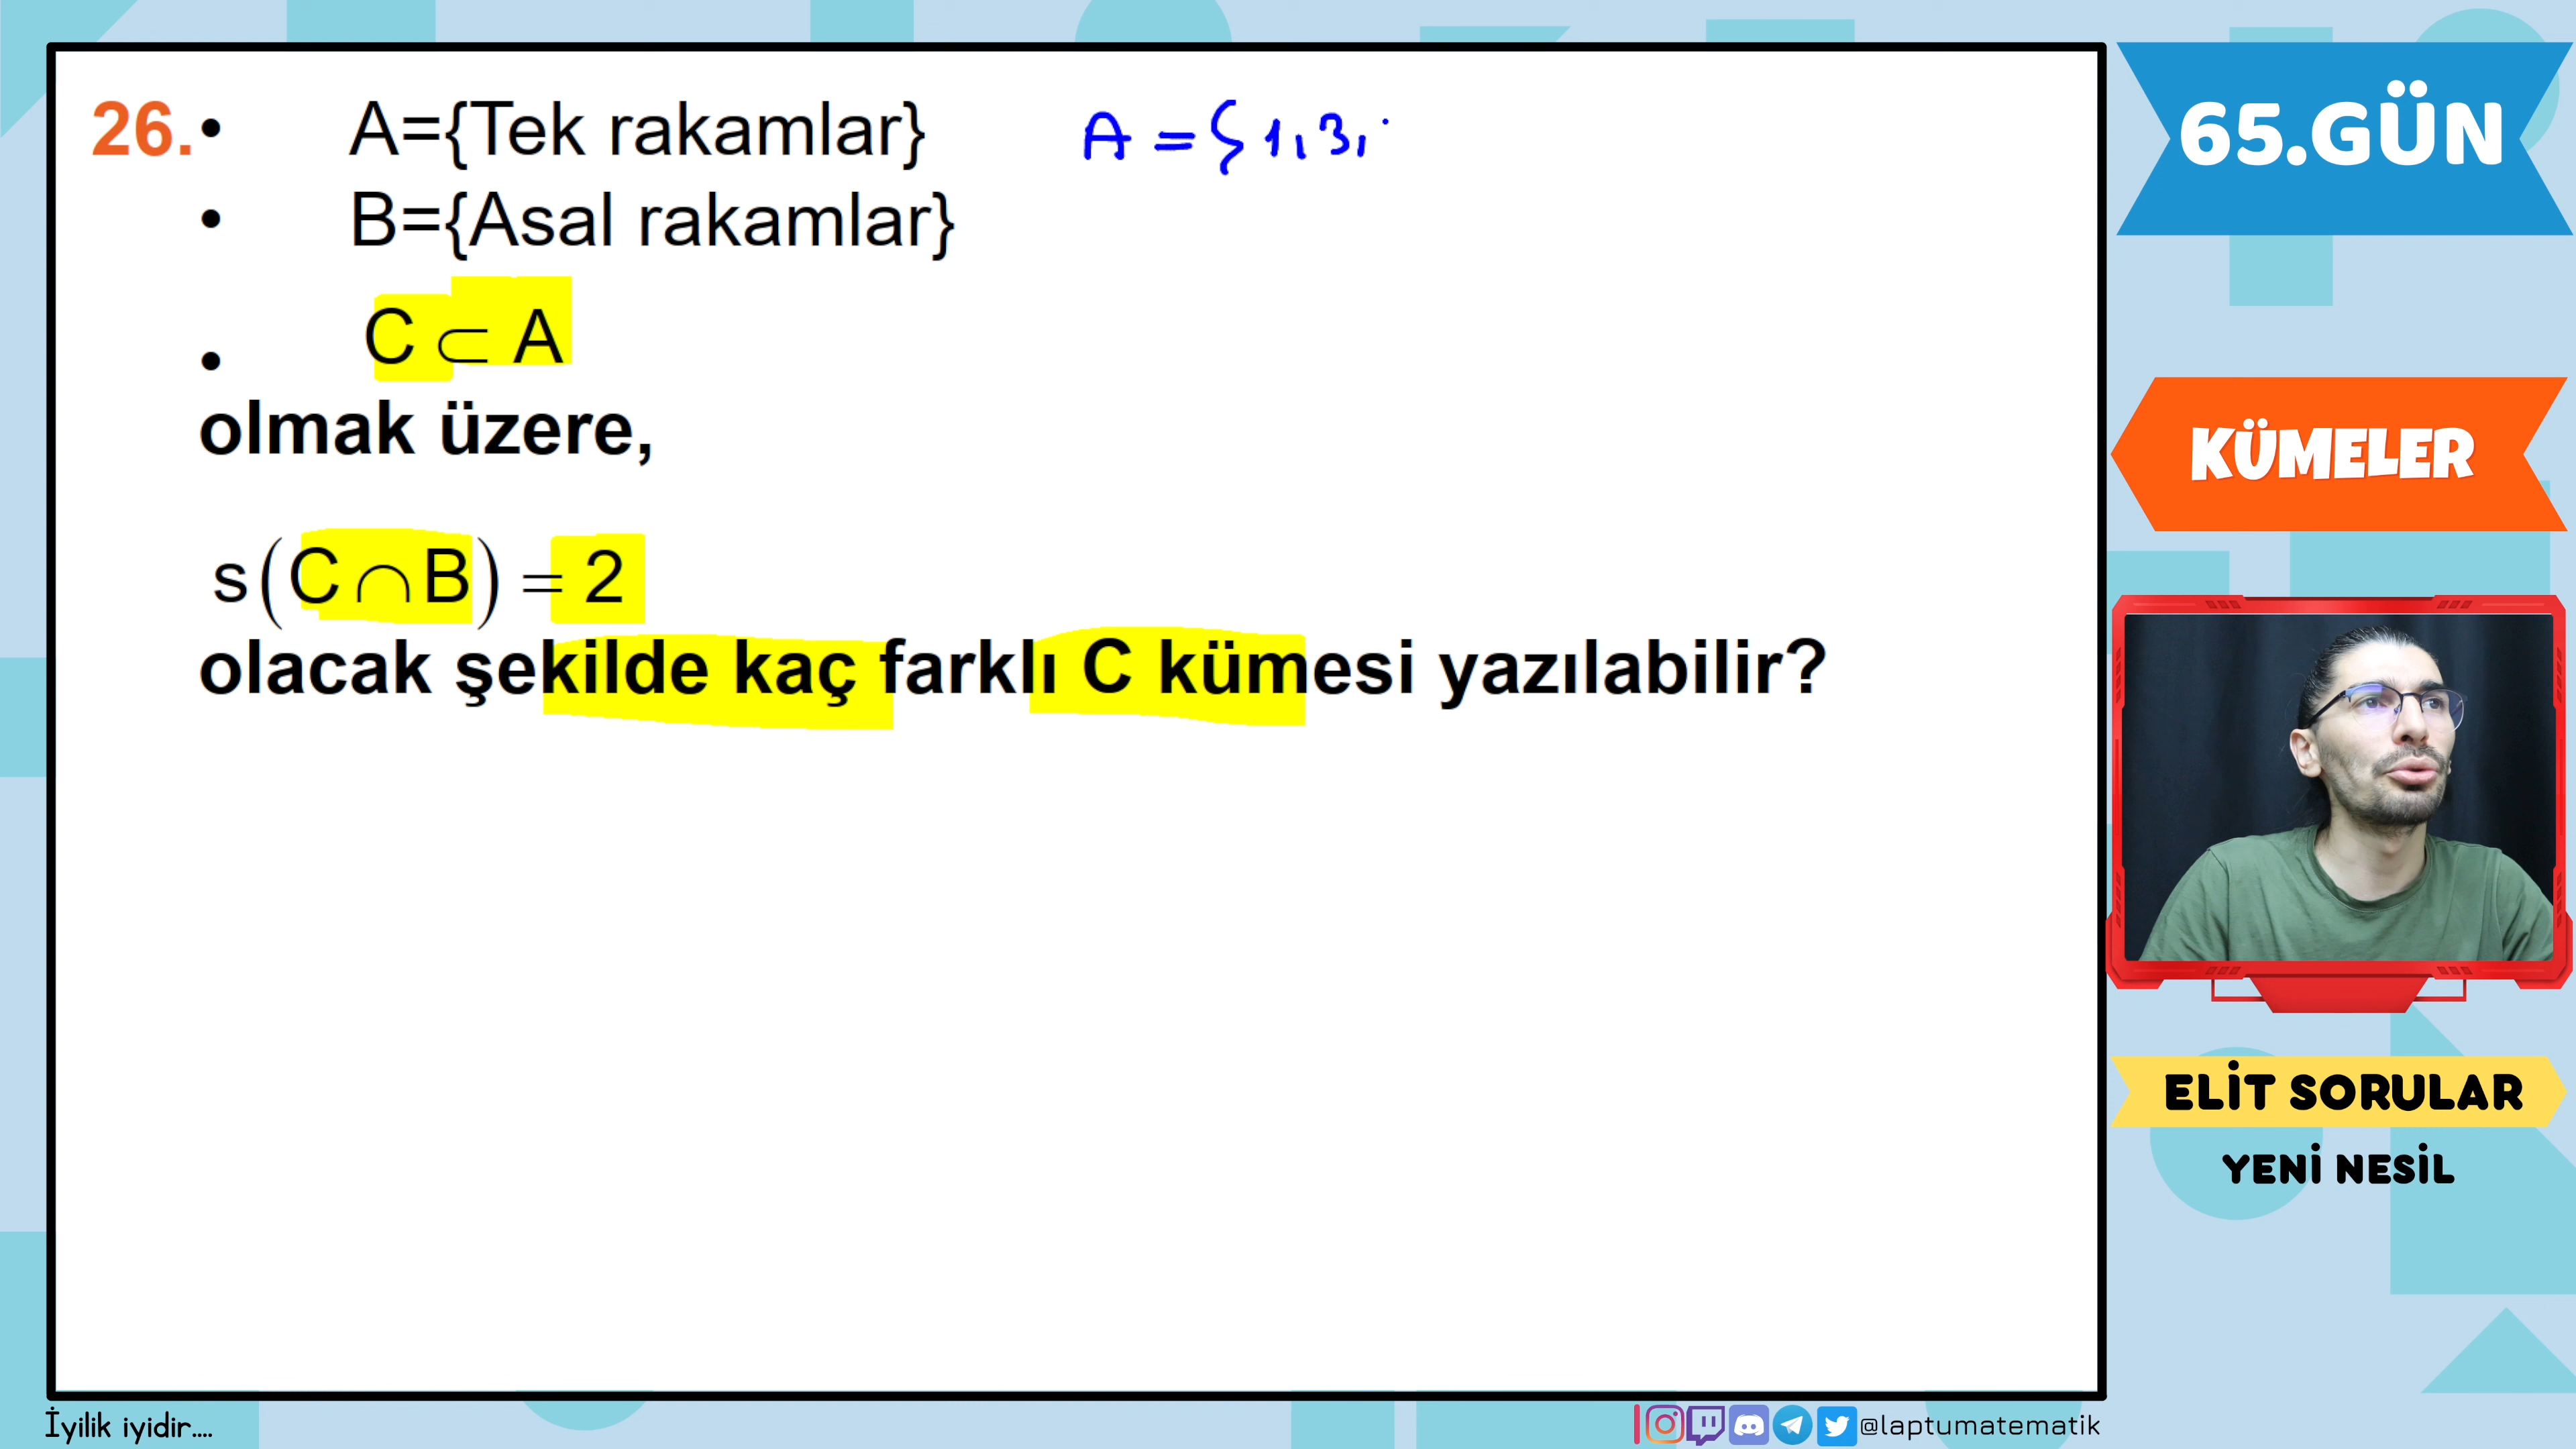 26. • A={Tek rakamlar} A = { 1, 3,
• B={Asal rakamlar}
• C ⊂ A
olmak üzere,
s(C∩B) = 2
olacak şekilde kaç farklı C kümesi yazılabilir?
65.GÜN
KÜMELER
ELİT SORULAR
YENİ NESİL
İyilik iyidir....
@laptumatematik